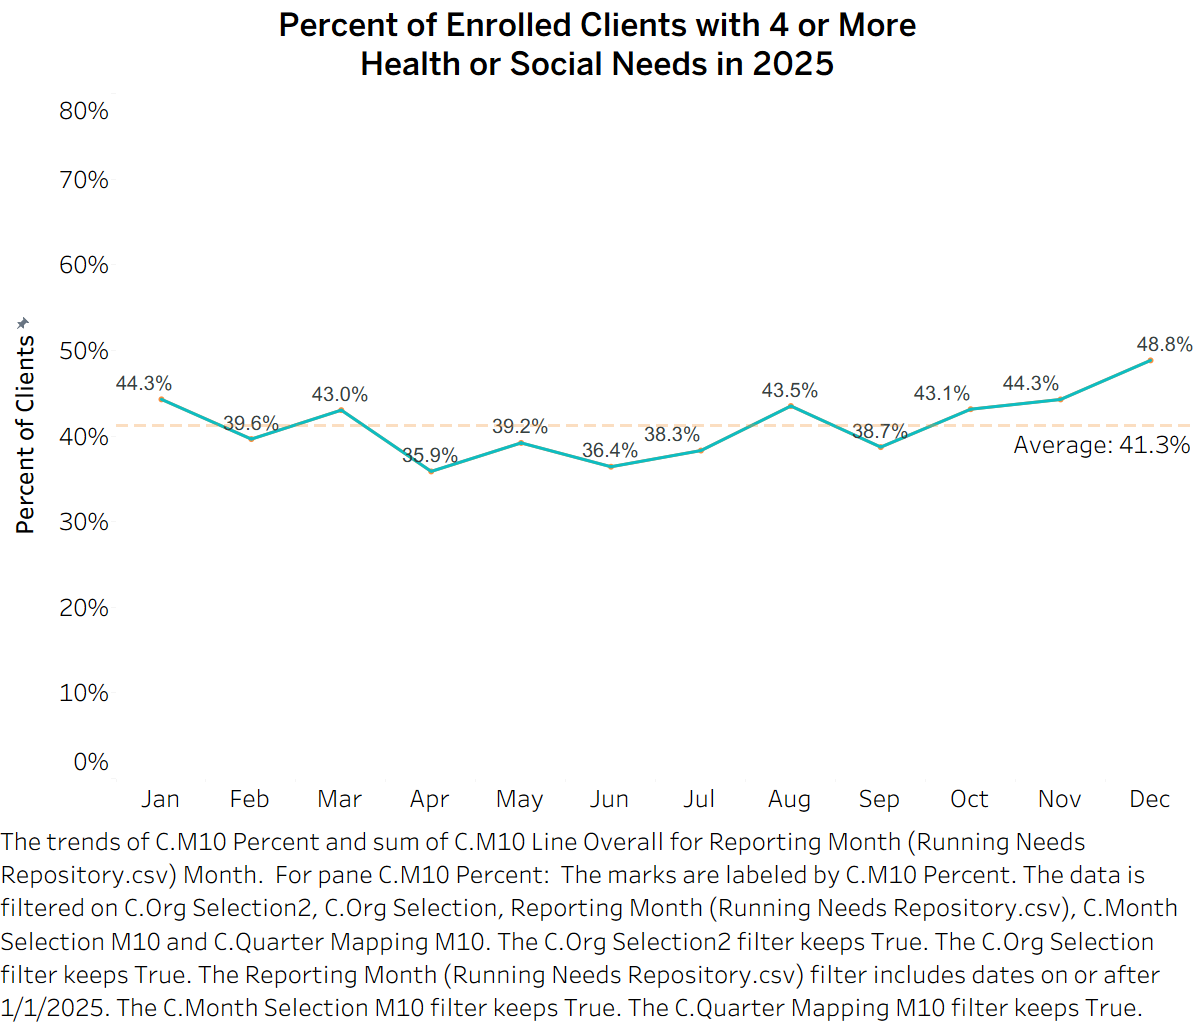 Percent of Enrolled Clients with 4 or More
Health or Social Needs in 2025
80%
70%
60%
50%
40%
30%
20%
10%
0%
Percent of Clients
44.3%
39.6%
43.0%
35.9%
39.2%
36.4%
38.3%
43.5%
38.7%
43.1%
44.3%
48.8%
Average: 41.3%
Jan
Feb
Mar
Apr
May
Jun
Jul
Aug
Sep
Oct
Nov
Dec
The trends of C.M10 Percent and sum of C.M10 Line Overall for Reporting Month (Running Needs
Repository.csv) Month.  For pane C.M10 Percent:  The marks are labeled by C.M10 Percent. The data is
filtered on C.Org Selection2, C.Org Selection, Reporting Month (Running Needs Repository.csv), C.Month
Selection M10 and C.Quarter Mapping M10. The C.Org Selection2 filter keeps True. The C.Org Selection
filter keeps True. The Reporting Month (Running Needs Repository.csv) filter includes dates on or after
1/1/2025. The C.Month Selection M10 filter keeps True. The C.Quarter Mapping M10 filter keeps True.